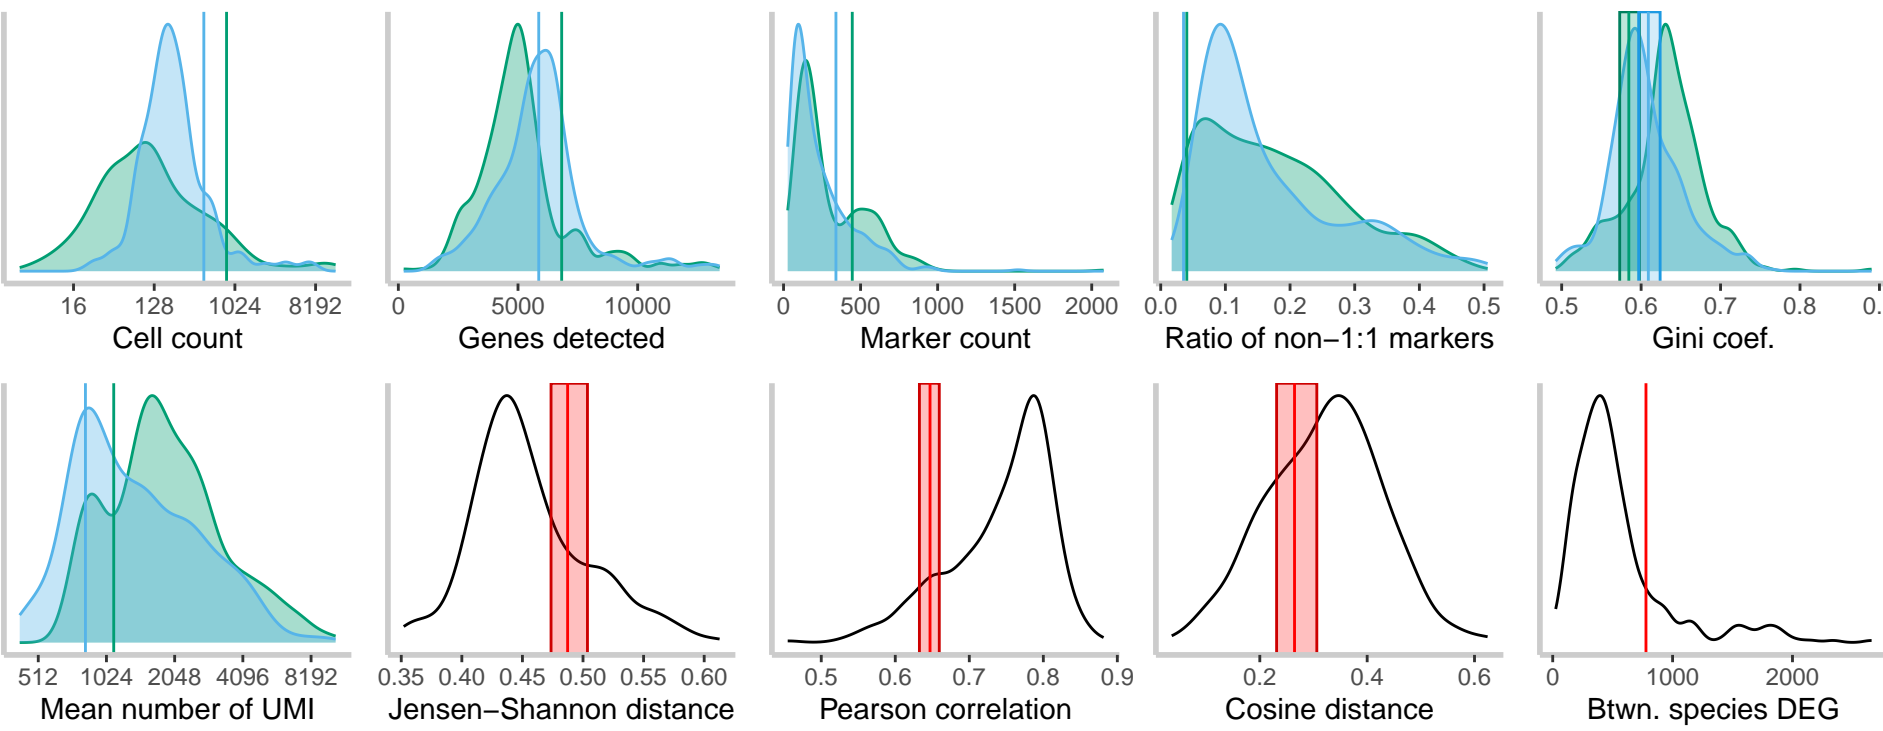 16 128 1024 8192
Cell count
0 5000 10000
Genes detected
0 500 1000 1500 2000
Marker count
0.0 0.1 0.2 0.3 0.4 0.5
Ratio of non−1:1 markers
0.5 0.6 0.7 0.8 0.
Gini coef.
512 1024 2048 4096 8192
Mean number of UMI
0.35 0.40 0.45 0.50 0.55 0.60
Jensen−Shannon distance
0.5 0.6 0.7 0.8 0.9
Pearson correlation
0.2 0.4 0.6
Cosine distance
0 1000 2000
Btwn. species DEG